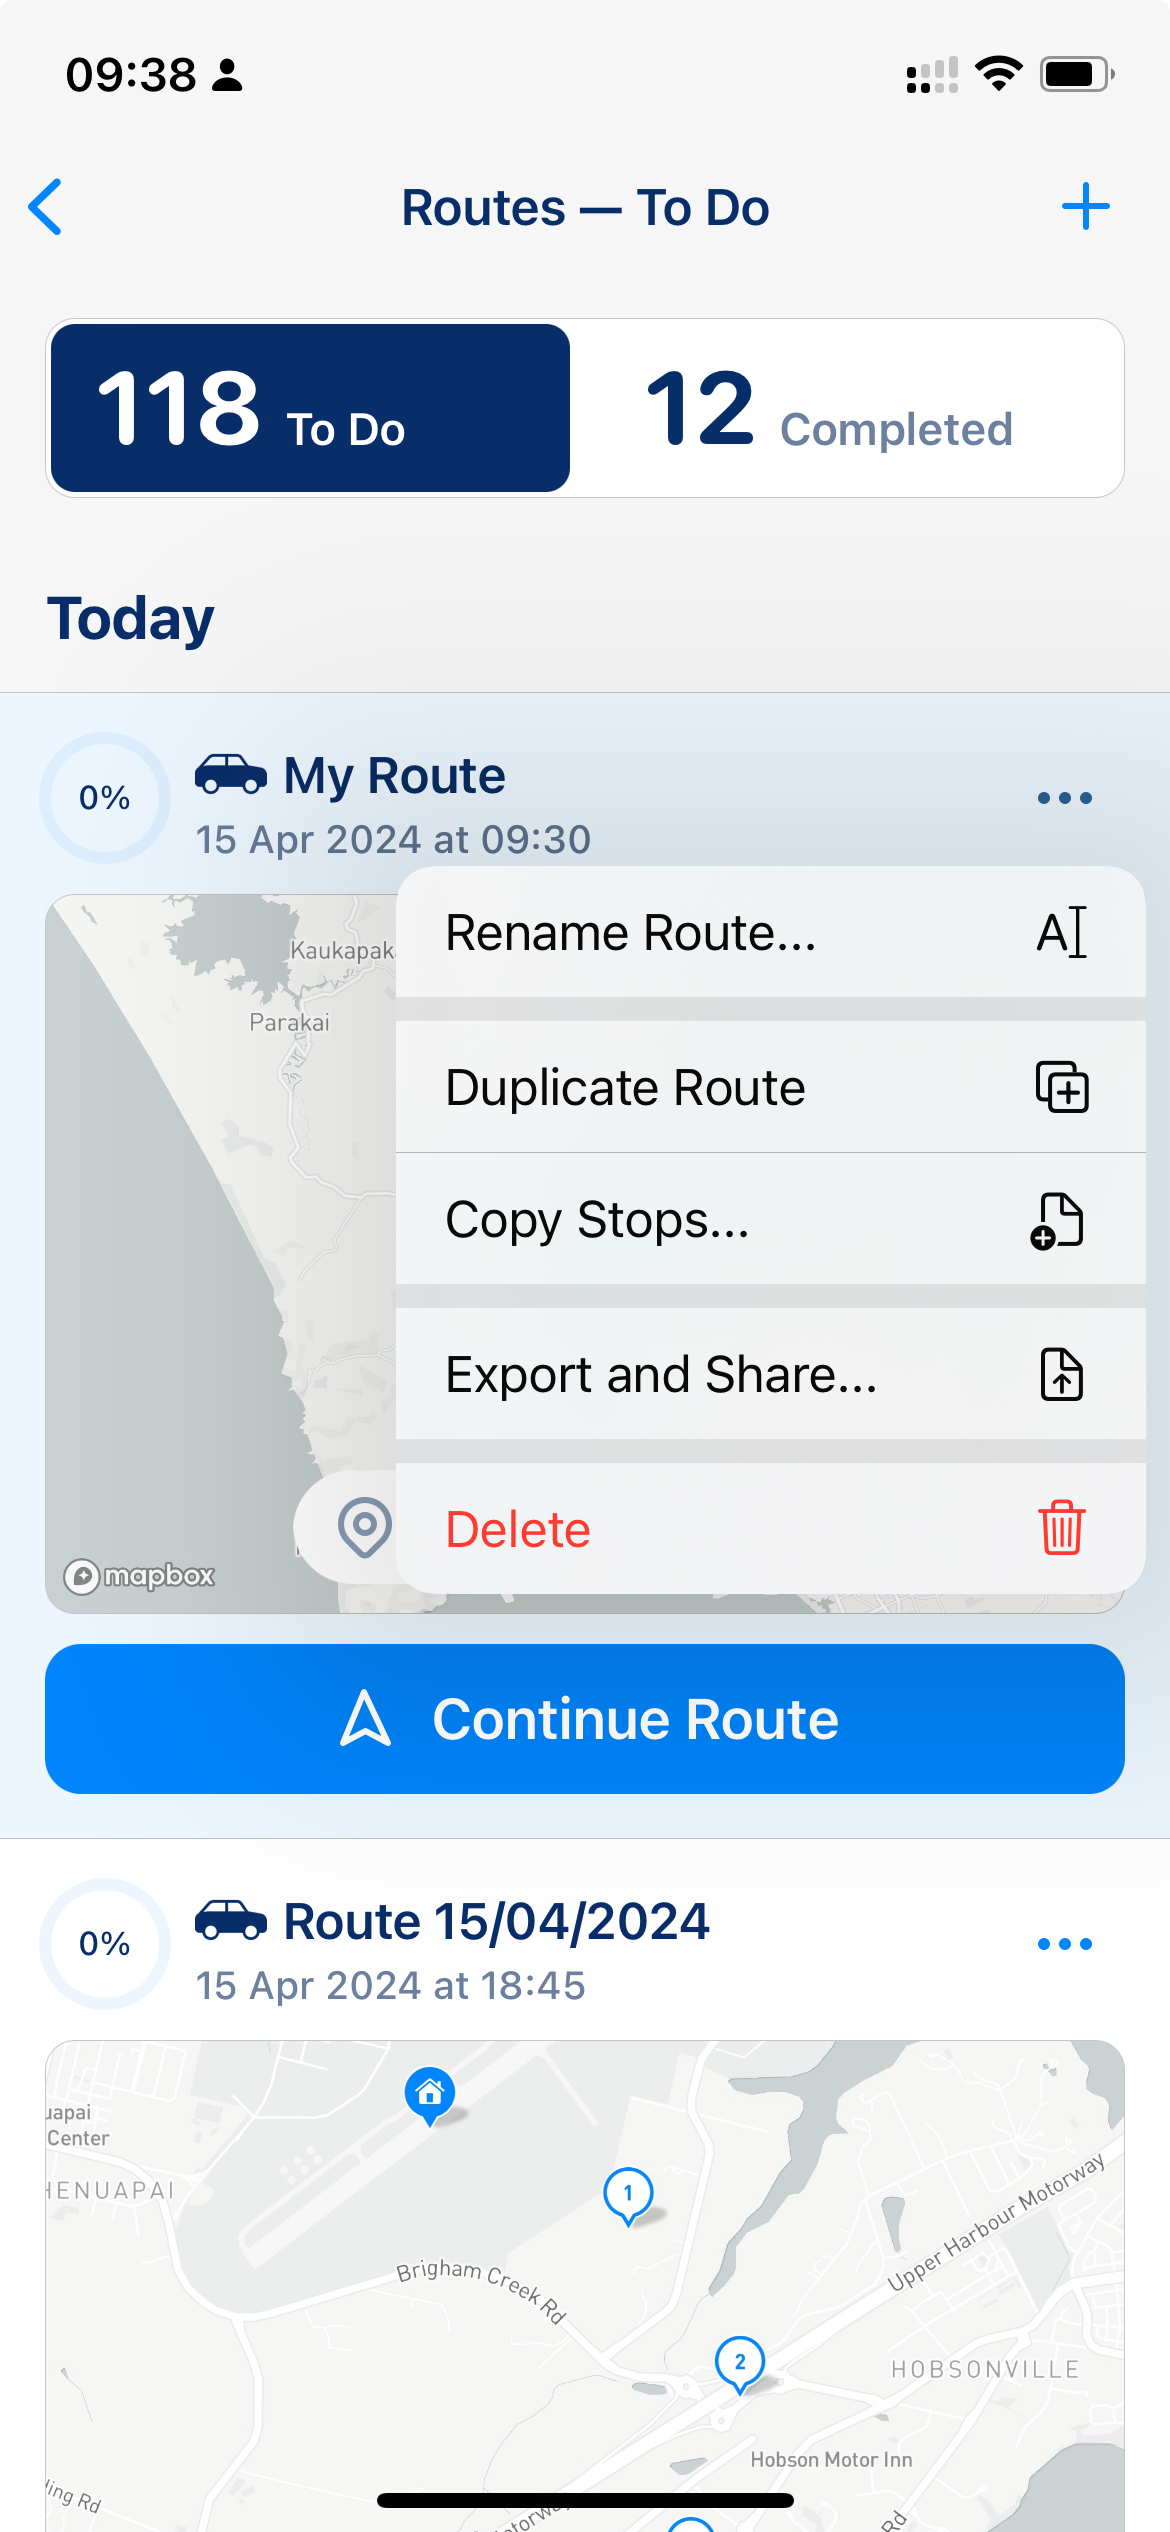 09:38
Routes — To Do
118 To Do
12 Completed
Today
0%
My Route
15 Apr 2024 at 09:30
Kaukapak
Parakai
Rename Route...
Duplicate Route
Copy Stops...
Export and Share...
Delete
mapbox
Continue Route
0%
Route 15/04/2024
15 Apr 2024 at 18:45
uapai
Center
HENUAPAI
1
Brigham Creek Rd
Upper Harbour Motorway
2
HOBSONVILLE
Hobson Motor Inn
ling Rd
otorway
Rd